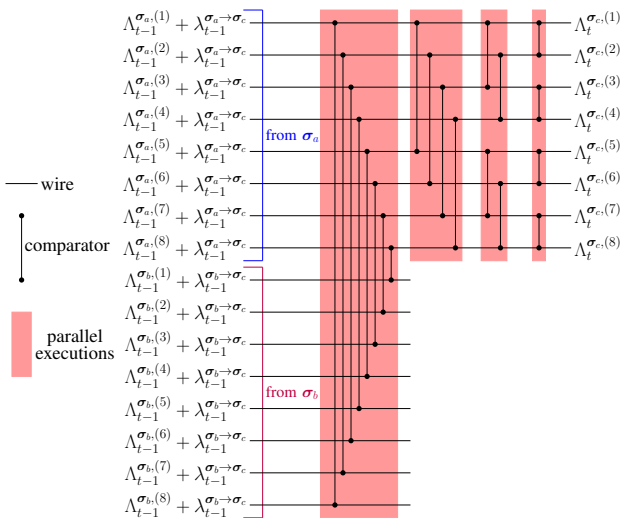 Λ_{t−1}^{σ_a,(1)} + λ_{t−1}^{σ_a→σ_c} Λ_t^{σ_c,(1)}
Λ_{t−1}^{σ_a,(2)} + λ_{t−1}^{σ_a→σ_c} Λ_t^{σ_c,(2)}
Λ_{t−1}^{σ_a,(3)} + λ_{t−1}^{σ_a→σ_c} Λ_t^{σ_c,(3)}
Λ_{t−1}^{σ_a,(4)} + λ_{t−1}^{σ_a→σ_c} Λ_t^{σ_c,(4)}
from σ_a
Λ_{t−1}^{σ_a,(5)} + λ_{t−1}^{σ_a→σ_c} Λ_t^{σ_c,(5)}
Λ_{t−1}^{σ_a,(6)} + λ_{t−1}^{σ_a→σ_c} Λ_t^{σ_c,(6)}
wire
Λ_{t−1}^{σ_a,(7)} + λ_{t−1}^{σ_a→σ_c} Λ_t^{σ_c,(7)}
comparator
Λ_{t−1}^{σ_a,(8)} + λ_{t−1}^{σ_a→σ_c} Λ_t^{σ_c,(8)}
Λ_{t−1}^{σ_b,(1)} + λ_{t−1}^{σ_b→σ_c}
Λ_{t−1}^{σ_b,(2)} + λ_{t−1}^{σ_b→σ_c}
parallel
executions
Λ_{t−1}^{σ_b,(3)} + λ_{t−1}^{σ_b→σ_c}
Λ_{t−1}^{σ_b,(4)} + λ_{t−1}^{σ_b→σ_c}
from σ_b
Λ_{t−1}^{σ_b,(5)} + λ_{t−1}^{σ_b→σ_c}
Λ_{t−1}^{σ_b,(6)} + λ_{t−1}^{σ_b→σ_c}
Λ_{t−1}^{σ_b,(7)} + λ_{t−1}^{σ_b→σ_c}
Λ_{t−1}^{σ_b,(8)} + λ_{t−1}^{σ_b→σ_c}